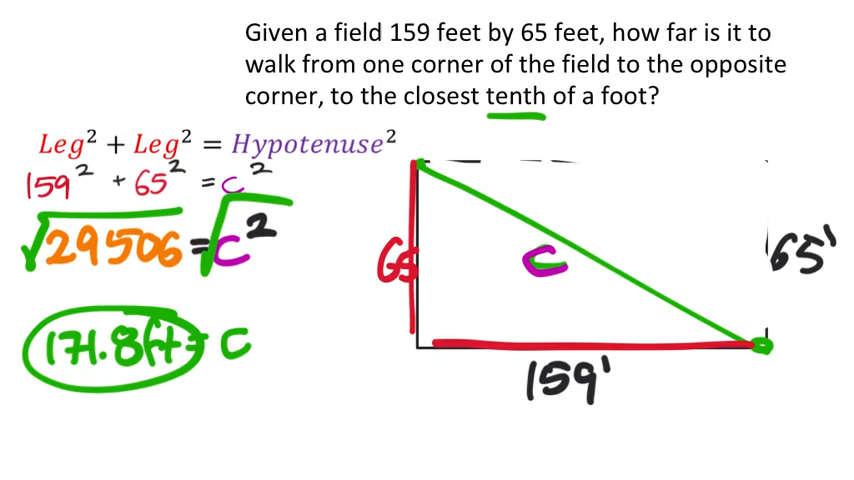 Given a field 159 feet by 65 feet, how far is it to
walk from one corner of the field to the opposite
corner, to the closest tenth of a foot?
Leg² + Leg² = Hypotenuse²
159² + 65² = c²
√29506 = √c²
171.8ft = c
65
c
65'
159'